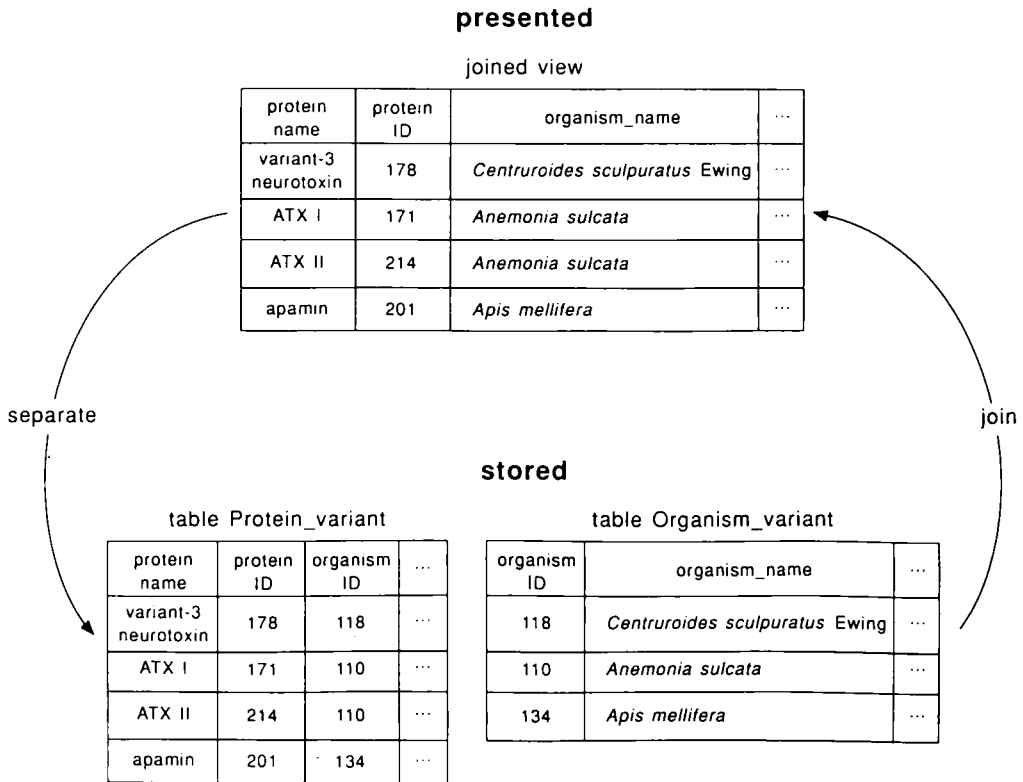 presented
joined view
protein name protein ID organism_name ...
variant-3 neurotoxin 178 Centruroides sculpuratus Ewing ...
ATX I 171 Anemonia sulcata ...
ATX II 214 Anemonia sulcata ...
apamin 201 Apis mellifera ...
separate
join
stored
table Protein_variant
protein name protein ID organism ID ...
variant-3 neurotoxin 178 118 ...
ATX I 171 110 ...
ATX II 214 110 ...
apamin 201 134 ...
table Organism_variant
organism ID organism_name ...
118 Centruroides sculpuratus Ewing ...
110 Anemonia sulcata ...
134 Apis mellifera ...